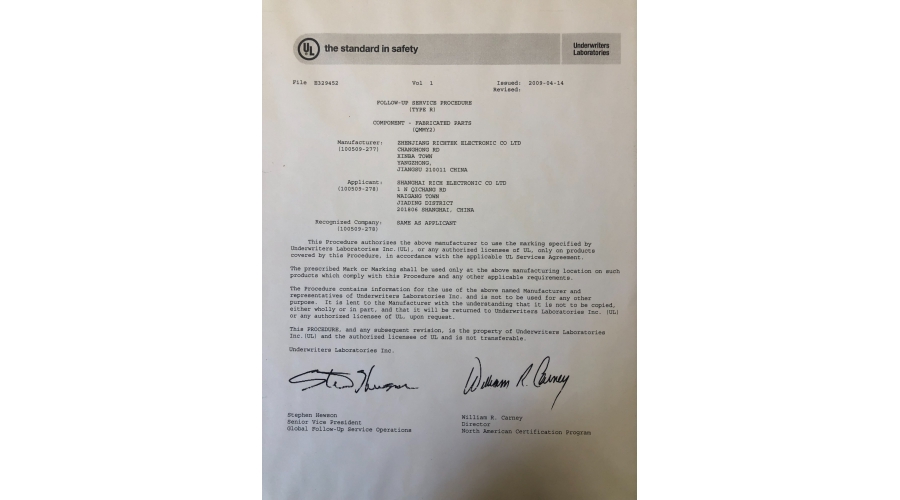 UL the standard in safety
Underwriters
Laboratories
File E329452 Vol 1 Issued: 2009-04-14
Revised:
FOLLOW-UP SERVICE PROCEDURE
(TYPE R)
COMPONENT - FABRICATED PARTS
(QMMY2)
Manufacturer: ZHENJIANG RICHTEK ELECTRONIC CO LTD
(100509-277) CHANGHONG RD
XINBA TOWN
YANGZHONG,
JIANGSU 210011 CHINA
Applicant: SHANGHAI RICH ELECTRONIC CO LTD
(100509-276) 1 W QICHANG RD
WAIGANG TOWN
JIADING DISTRICT
201806 SHANGHAI, CHINA
Recognized Company: SAME AS APPLICANT
(100509-276)
This Procedure authorizes the above manufacturer to use the marking specified by
Underwriters Laboratories Inc.(UL), or any authorized licensee of UL, only on products
covered by this Procedure, in accordance with the applicable UL Services Agreement.
The prescribed Mark or Marking shall be used only at the above manufacturing location on such
products which comply with this Procedure and any other applicable requirements.
The Procedure contains information for the use of the above named Manufacturer and
representatives of Underwriters Laboratories Inc. and is not to be used for any other
purpose. It is lent to the Manufacturer with the understanding that it is not to be copied,
either wholly or in part, and that it will be returned to Underwriters Laboratories Inc. (UL)
or any authorized licensee of UL, upon request.
This PROCEDURE, and any subsequent revision, is the property of Underwriters Laboratories
Inc.(UL) and the authorized licensee of UL and is not transferable.
Underwriters Laboratories Inc.
William R. Carney
Stephen Hewson William R. Carney
Senior Vice President Director
Global Follow-Up Service Operations North American Certification Program